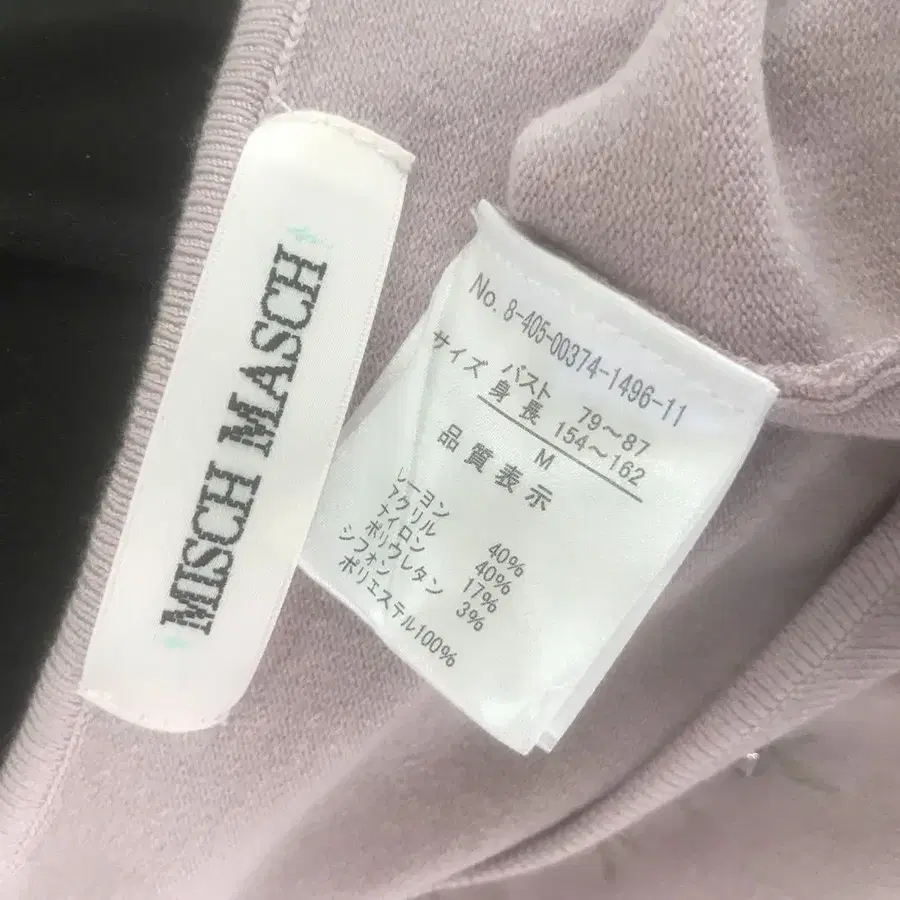 MISCH MASCH
No. 8-405-00374-1496-11
サイズ バスト 79～87
身長 154～162
M
品質表示
レーヨン 40%
アクリル 40%
ナイロン 17%
ポリウレタン 3%
シフォン
ポリエステル100%